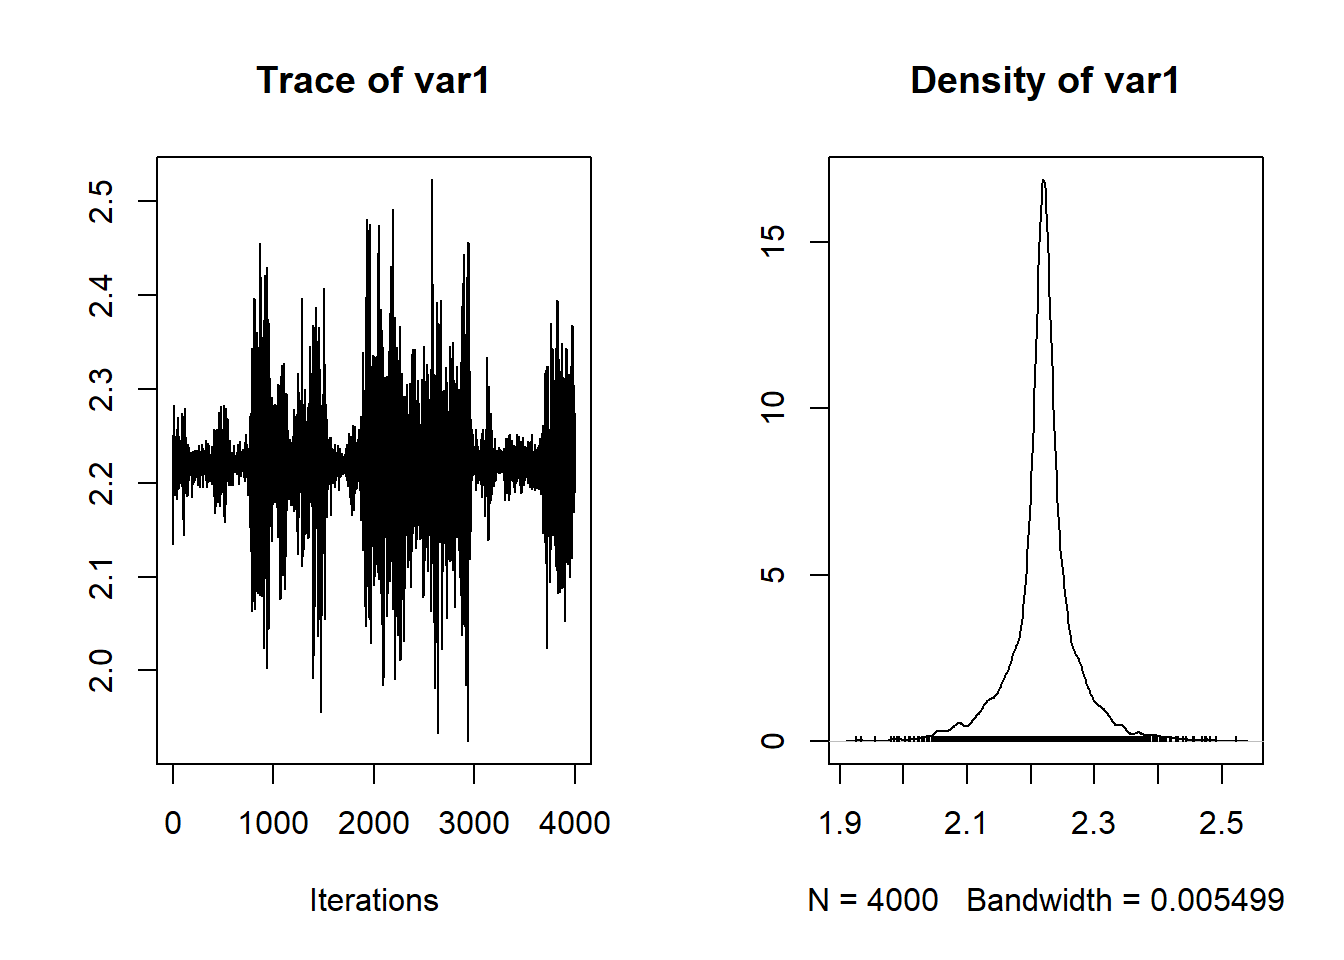 Trace of var1
2.5
2.4
2.3
2.2
2.1
2.0
0 1000 2000 3000 4000
Iterations
Density of var1
15
10
5
0
1.9 2.1 2.3 2.5
N = 4000 Bandwidth = 0.005499